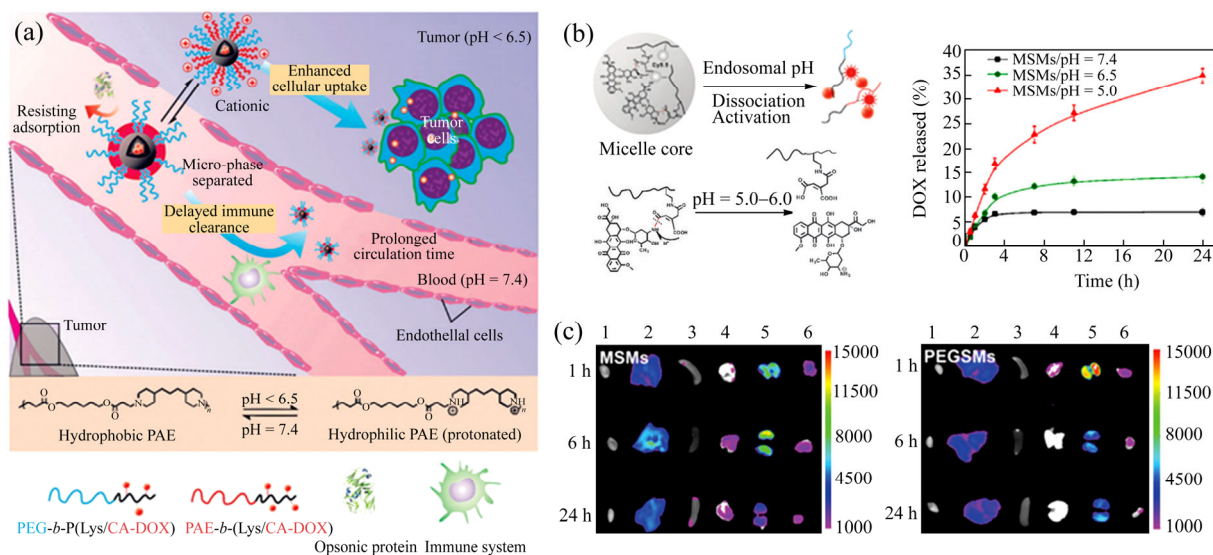 (a)
Tumor (pH < 6.5)
Enhanced
cellular uptake
Cationic
Resisting
adsorption
Tumor
cells
Micro-phase
separated
Delayed immune
clearance
Prolonged
circulation time
Blood (pH = 7.4)
Endothellal cells
Tumor
pH < 6.5
pH = 7.4
Hydrophobic PAE
Hydrophilic PAE (protonated)
PEG-b-P(Lys/CA-DOX)
PAE-b-(Lys/CA-DOX)
Opsonic protein
Immune system
(b)
Endosomal pH
Dissociation
Activation
Micelle core
pH = 5.0–6.0
DOX released (%)
40
35
30
25
20
15
10
5
0
MSMs/pH = 7.4
MSMs/pH = 6.5
MSMs/pH = 5.0
0 4 8 12 16 20 24
Time (h)
(c)
1 2 3 4 5 6
MSMs
1 h
6 h
24 h
15000
11500
8000
4500
1000
1 2 3 4 5 6
PEGSMs
1 h
6 h
24 h
15000
11500
8000
4500
1000